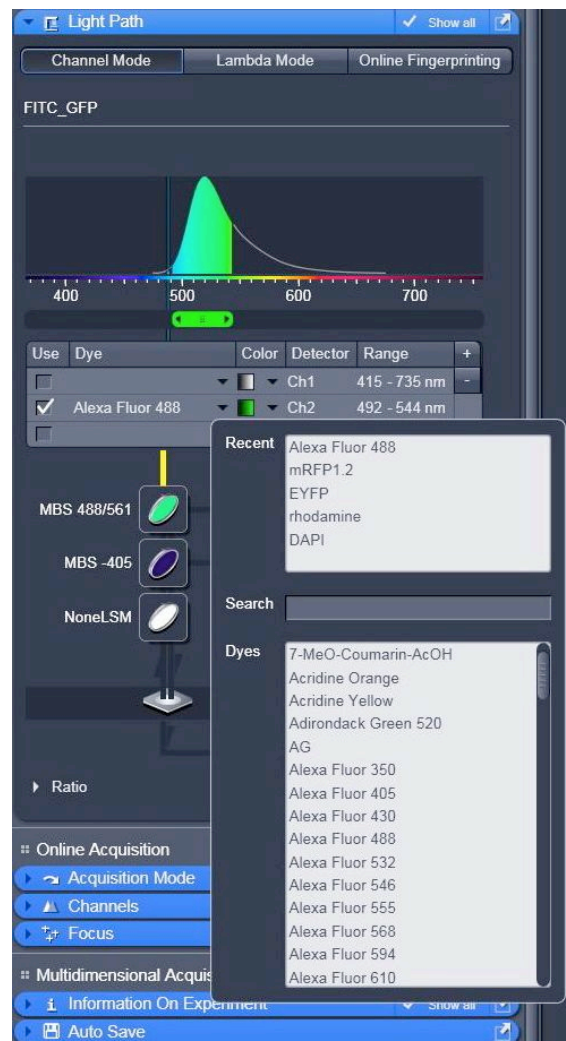 Light Path Show all
Channel Mode Lambda Mode Online Fingerprinting
FITC_GFP
400 500 600 700
Use Dye Color Detector Range +
Ch1 415 - 735 nm -
Alexa Fluor 488 Ch2 492 - 544 nm
Recent
Alexa Fluor 488
mRFP1.2
EYFP
rhodamine
DAPI
MBS 488/561
MBS -405
NoneLSM
Search
Dyes
7-MeO-Coumarin-AcOH
Acridine Orange
Acridine Yellow
Adirondack Green 520
AG
Alexa Fluor 350
Alexa Fluor 405
Alexa Fluor 430
Alexa Fluor 488
Alexa Fluor 532
Alexa Fluor 546
Alexa Fluor 555
Alexa Fluor 568
Alexa Fluor 594
Alexa Fluor 610
Ratio
Online Acquisition
Acquisition Mode
Channels
Focus
Multidimensional Acquis
Information On Experiment Show all
Auto Save